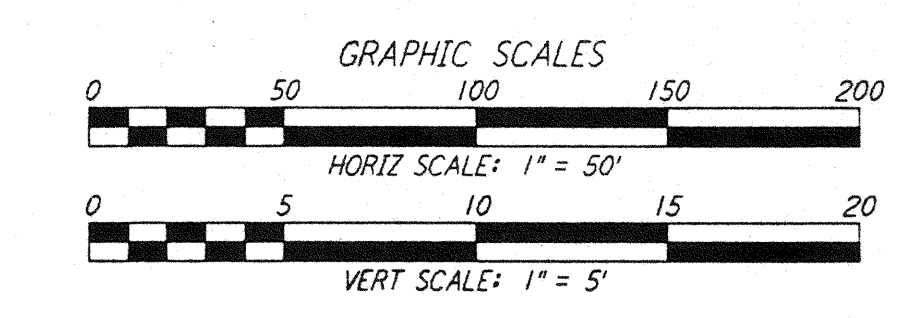 GRAPHIC SCALES
0 50 100 150 200
HORIZ SCALE: 1" = 50'
0 5 10 15 20
VERT SCALE: 1" = 5'